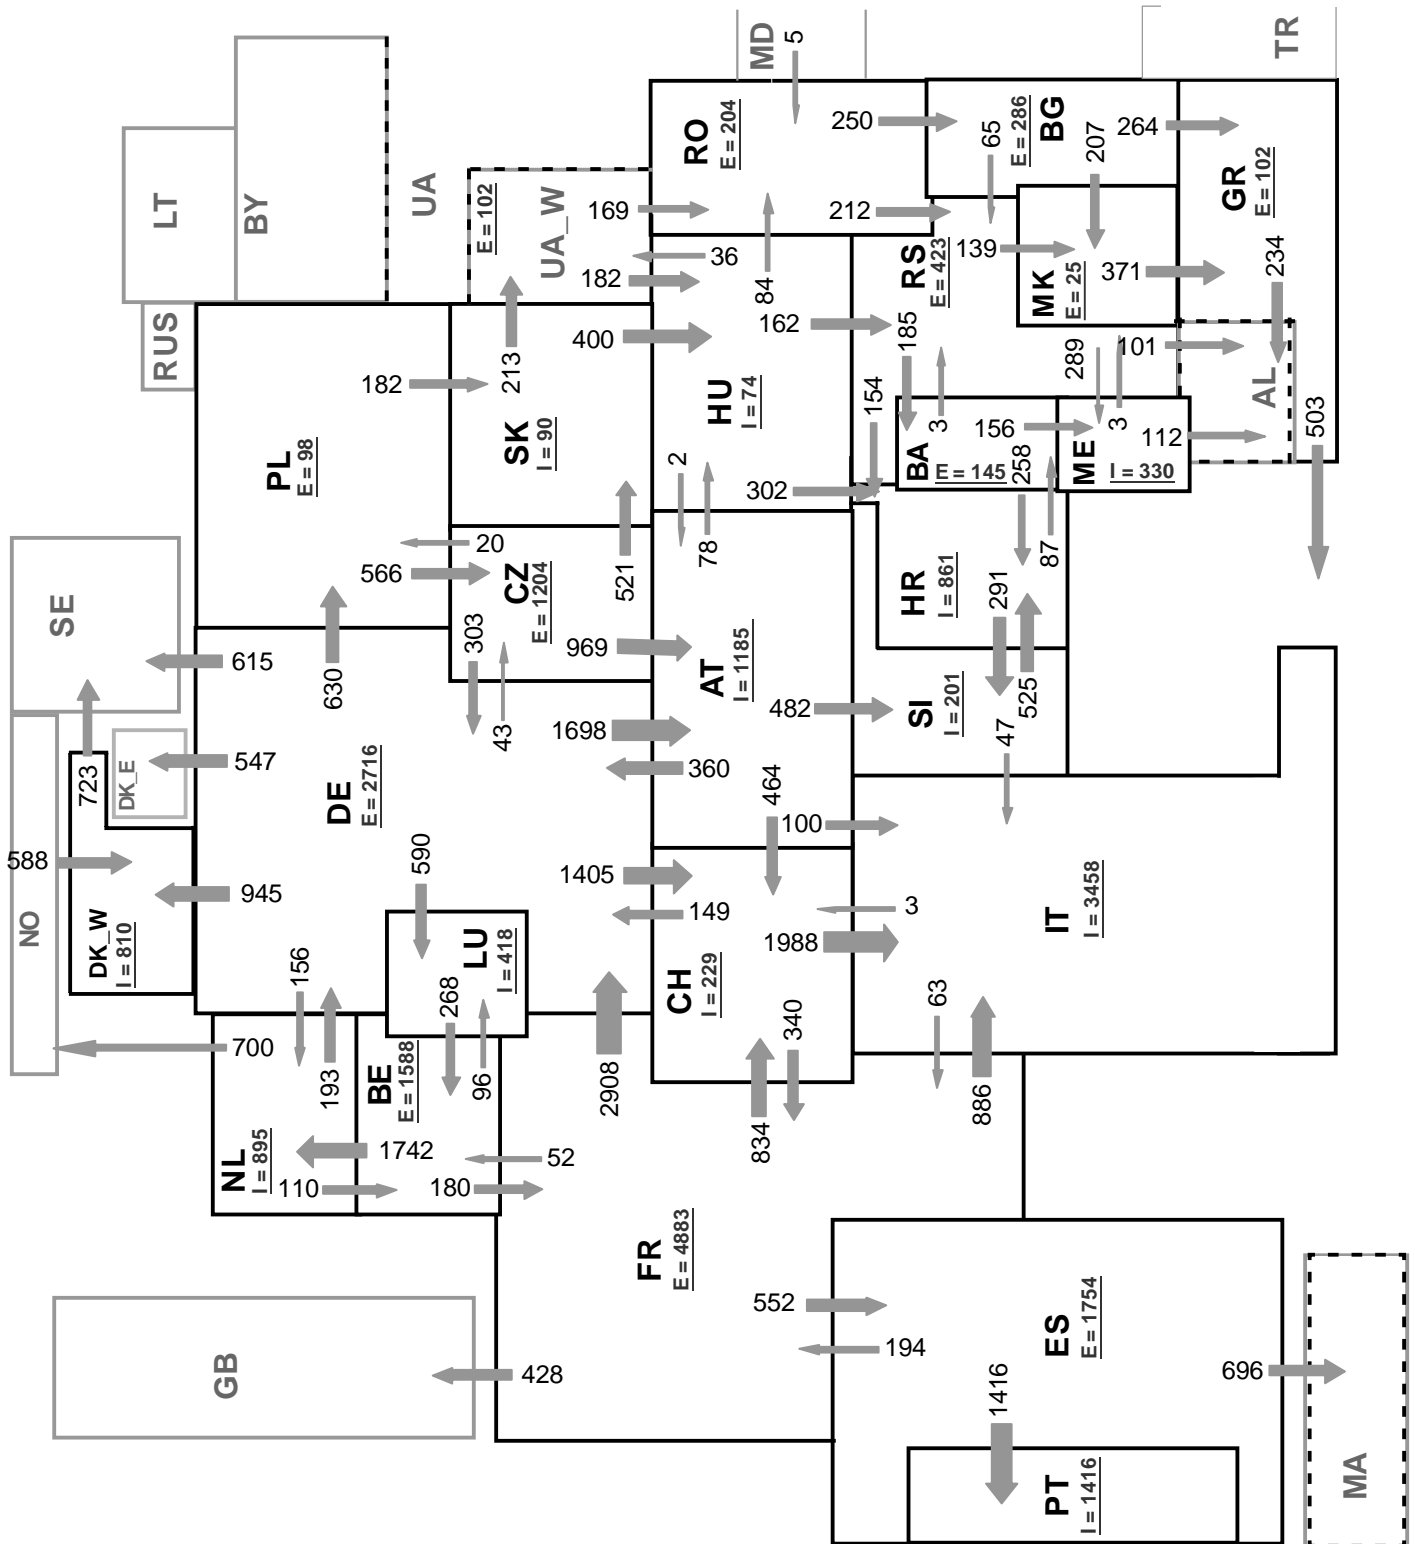 MD
5
TR
RO
E = 204
250
65
E = 286
BG
207
264
LT
BY
UA
E = 102
UA_W
169
212
GR
E = 102
RUS
36
182
84
RS
E = 423
139
MK
E = 25
371
234
213
400
162
185
289
101
182
PL
E = 98
SK
I = 90
HU
I = 74
154
3
156
3
AL
503
BA
E = 145
258
ME
I = 330
112
2
302
78
87
SE
20
566
CZ
E = 1204
521
HR
I = 861
291
615
630
303
969
AT
I = 1185
525
43
482
SI
I = 201
47
723
DK_E
547
1698
360
DE
E = 2716
464
100
588
590
1405
945
149
3
NO
DK_W
I = 810
156
LU
I = 418
1988
IT
I = 3458
CH
I = 229
268
340
63
700
193
BE
E = 1588
96
2908
834
886
NL
I = 895
1742
52
110
180
FR
E = 4883
552
194
ES
E = 1754
GB
428
1416
696
PT
I = 1416
MA